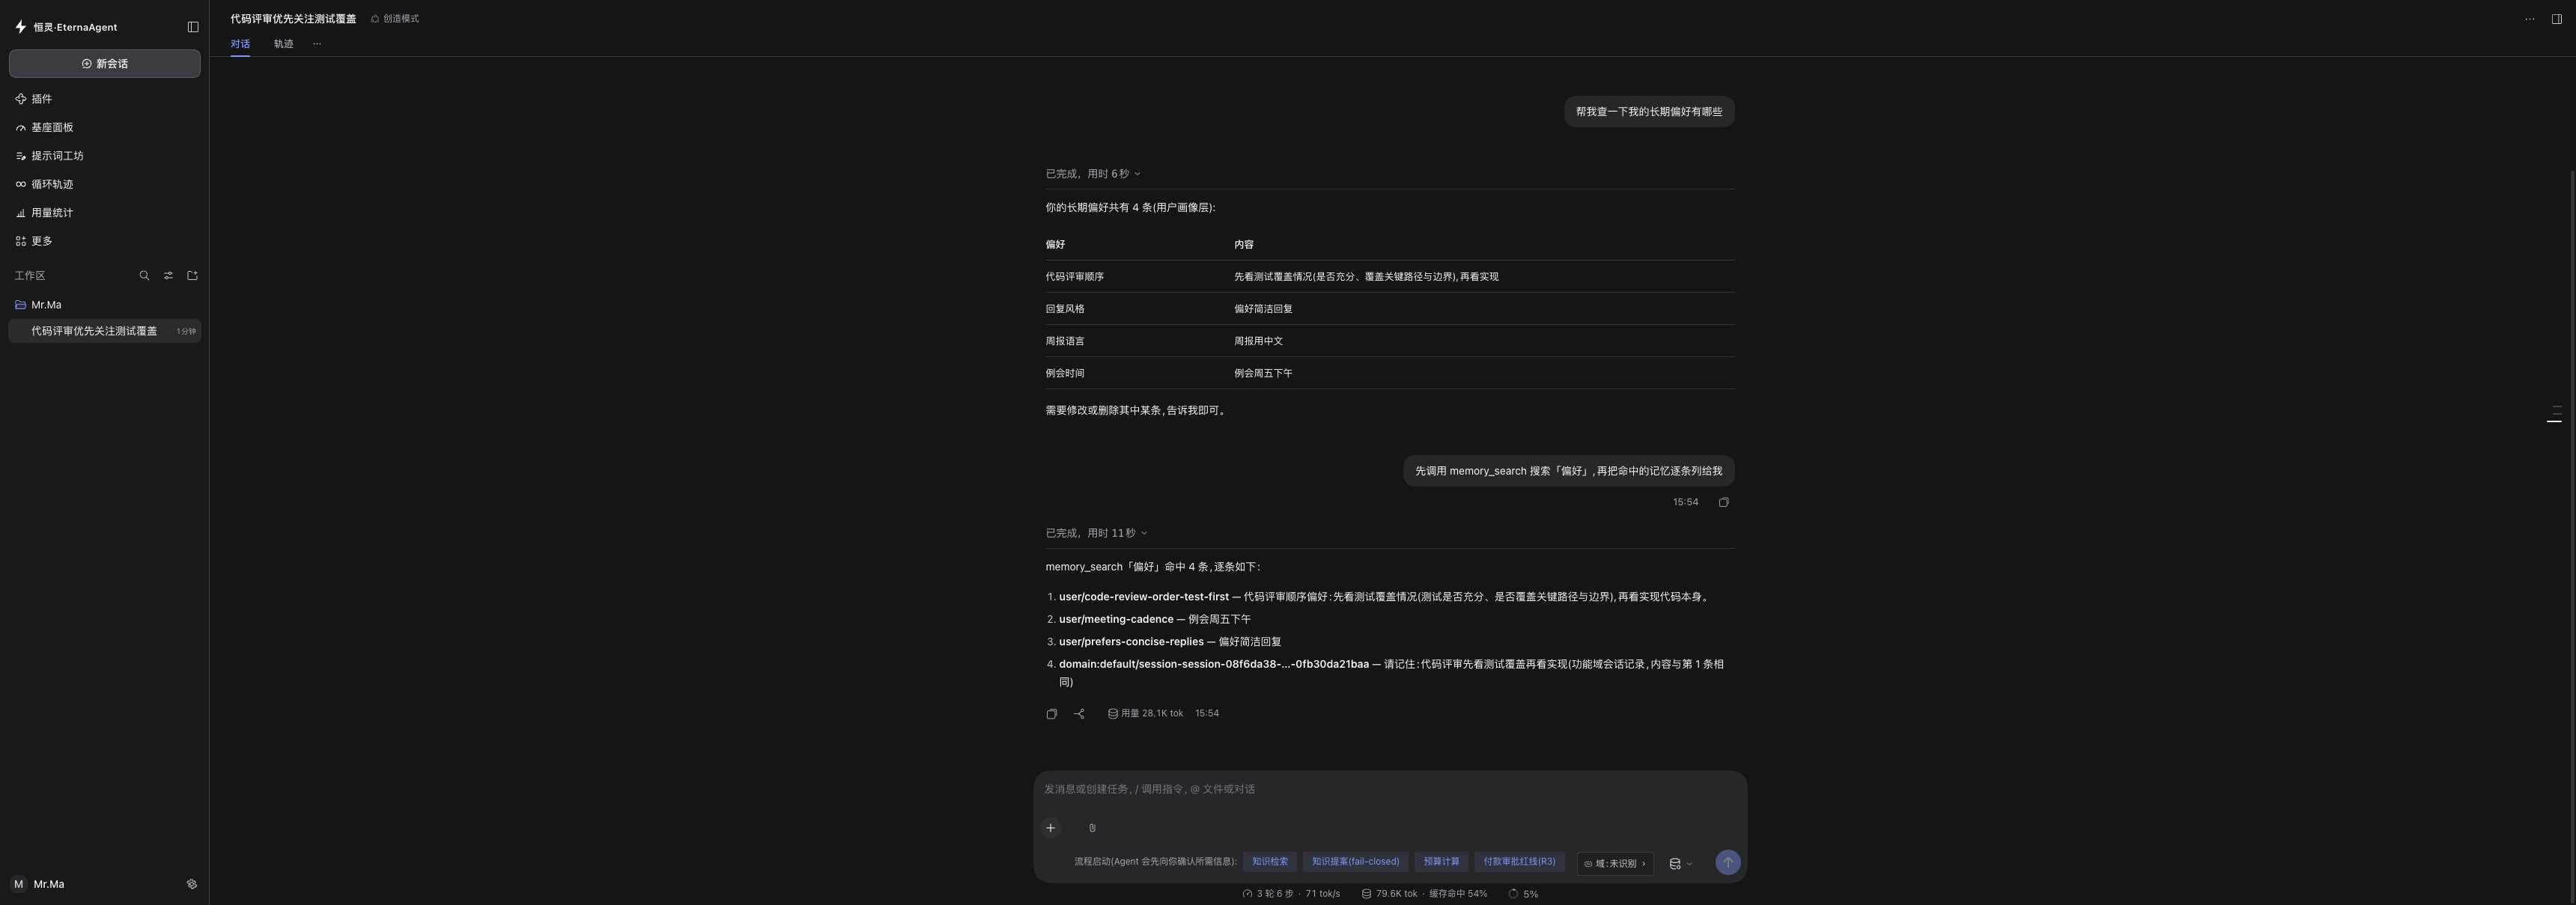 恒灵·EternaAgent
新会话
插件
基座面板
提示词工坊
循环轨迹
用量统计
更多
工作区
Mr.Ma
代码评审优先关注测试覆盖 1分钟
M Mr.Ma
代码评审优先关注测试覆盖 创造模式
对话 轨迹 ···
帮我查一下我的长期偏好有哪些
已完成，用时 6秒
你的长期偏好共有 4 条(用户画像层):
偏好 内容
代码评审顺序 先看测试覆盖情况(是否充分、覆盖关键路径与边界),再看实现
回复风格 偏好简洁回复
周报语言 周报用中文
例会时间 例会周五下午
需要修改或删除其中某条,告诉我即可。
先调用 memory_search 搜索「偏好」,再把命中的记忆逐条列给我
15:54
已完成，用时 11秒
memory_search「偏好」命中 4 条,逐条如下:
1. user/code-review-order-test-first — 代码评审顺序偏好:先看测试覆盖情况(测试是否充分、是否覆盖关键路径与边界),再看实现代码本身。
2. user/meeting-cadence — 例会周五下午
3. user/prefers-concise-replies — 偏好简洁回复
4. domain:default/session-session-08f6da38-...-0fb30da21baa — 请记住:代码评审先看测试覆盖再看实现(功能域会话记录,内容与第 1 条相
同)
用量 28.1K tok 15:54
发消息或创建任务, / 调用指令, @ 文件或对话
流程启动(Agent 会先向你确认所需信息): 知识检索 知识提案(fail-closed) 预算计算 付款审批红线(R3) 域:未识别 ›
3 轮 6 步 · 71 tok/s 79.6K tok · 缓存命中 54% 5%